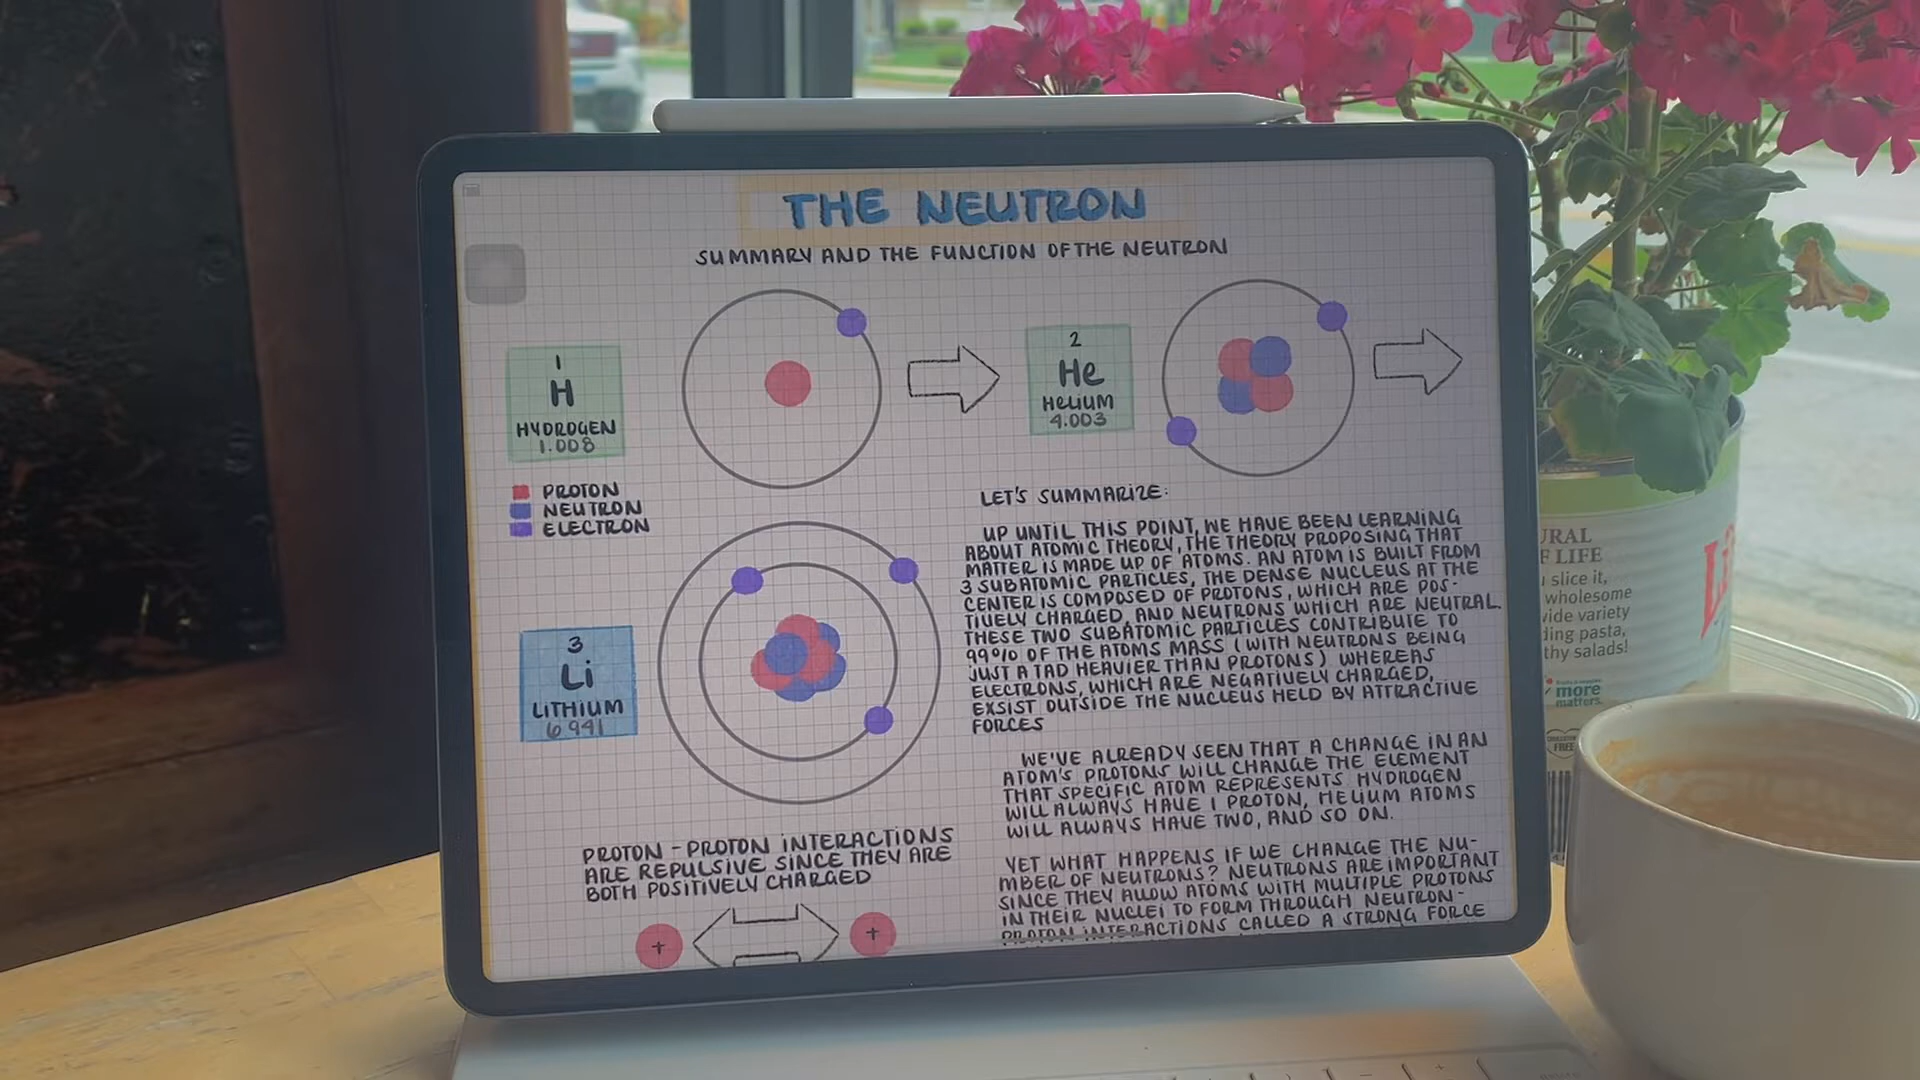 THE NEUTRON
SUMMARY AND THE FUNCTION OF THE NEUTRON
1
H
HYDROGEN
1.008
2
He
HELIUM
4.003
PROTON
NEUTRON
ELECTRON
3
Li
LITHIUM
6.941
PROTON - PROTON INTERACTIONS
ARE REPULSIVE SINCE THEY ARE
BOTH POSITIVELY CHARGED
+
+
LET'S SUMMARIZE:
UP UNTIL THIS POINT, WE HAVE BEEN LEARNING
ABOUT ATOMIC THEORY, THE THEORY PROPOSING THAT
MATTER IS MADE UP OF ATOMS. AN ATOM IS BUILT FROM
3 SUBATOMIC PARTICLES, THE DENSE NUCLEUS AT THE
CENTER IS COMPOSED OF PROTONS, WHICH ARE POS-
TIVELY CHARGED, AND NEUTRONS WHICH ARE NEUTRAL.
THESE TWO SUBATOMIC PARTICLES CONTRIBUTE TO
99% OF THE ATOMS MASS (WITH NEUTRONS BEING
JUST A TAD HEAVIER THAN PROTONS) WHEREAS
ELECTRONS, WHICH ARE NEGATIVELY CHARGED,
EXSIST OUTSIDE THE NUCLEUS HELD BY ATTRACTIVE
FORCES
WE'VE ALREADY SEEN THAT A CHANGE IN AN
ATOM'S PROTONS WILL CHANGE THE ELEMENT
THAT SPECIFIC ATOM REPRESENTS. HYDROGEN
WILL ALWAYS HAVE 1 PROTON, HELIUM ATOMS
WILL ALWAYS HAVE TWO, AND SO ON.
YET WHAT HAPPENS IF WE CHANGE THE NU-
MBER OF NEUTRONS? NEUTRONS ARE IMPORTANT
SINCE THEY ALLOW ATOMS WITH MULTIPLE PROTONS
IN THEIR NUCLEI TO FORM THROUGH NEUTRON-
PROTON INTERACTIONS CALLED A STRONG FORCE
URAL
F LIFE
slice it,
wholesome
vide variety
ding pasta,
thy salads!
more
matters.
FREE